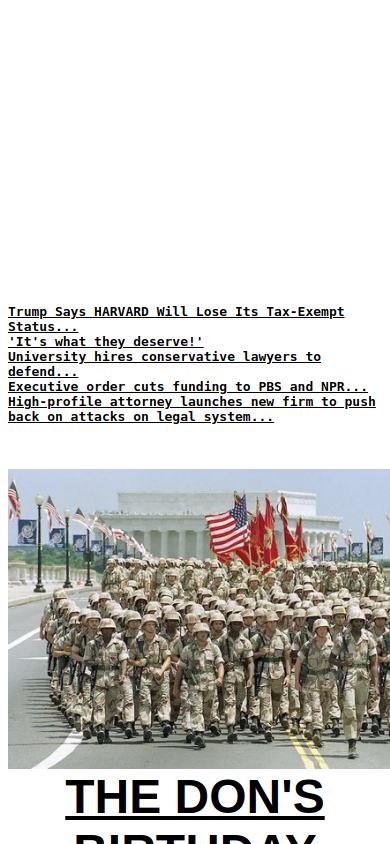 Trump Says HARVARD Will Lose Its Tax-Exempt
Status...
'It's what they deserve!'
University hires conservative lawyers to
defend...
Executive order cuts funding to PBS and NPR...
High-profile attorney launches new firm to push
back on attacks on legal system...
THE DON'S
BIRTHDAY